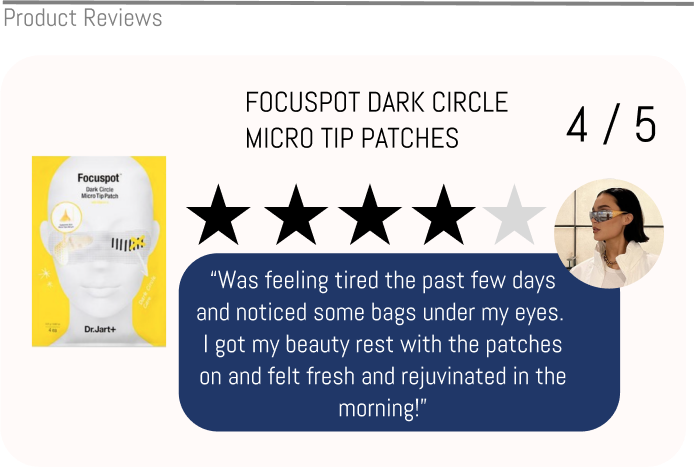 Product Reviews
FOCUSPOT DARK CIRCLE
MICRO TIP PATCHES
4 / 5
Focuspot
Dark Circle
Micro Tip Patch
Dr.Jart+
“Was feeling tired the past few days
and noticed some bags under my eyes.
I got my beauty rest with the patches
on and felt fresh and rejuvinated in the
morning!”